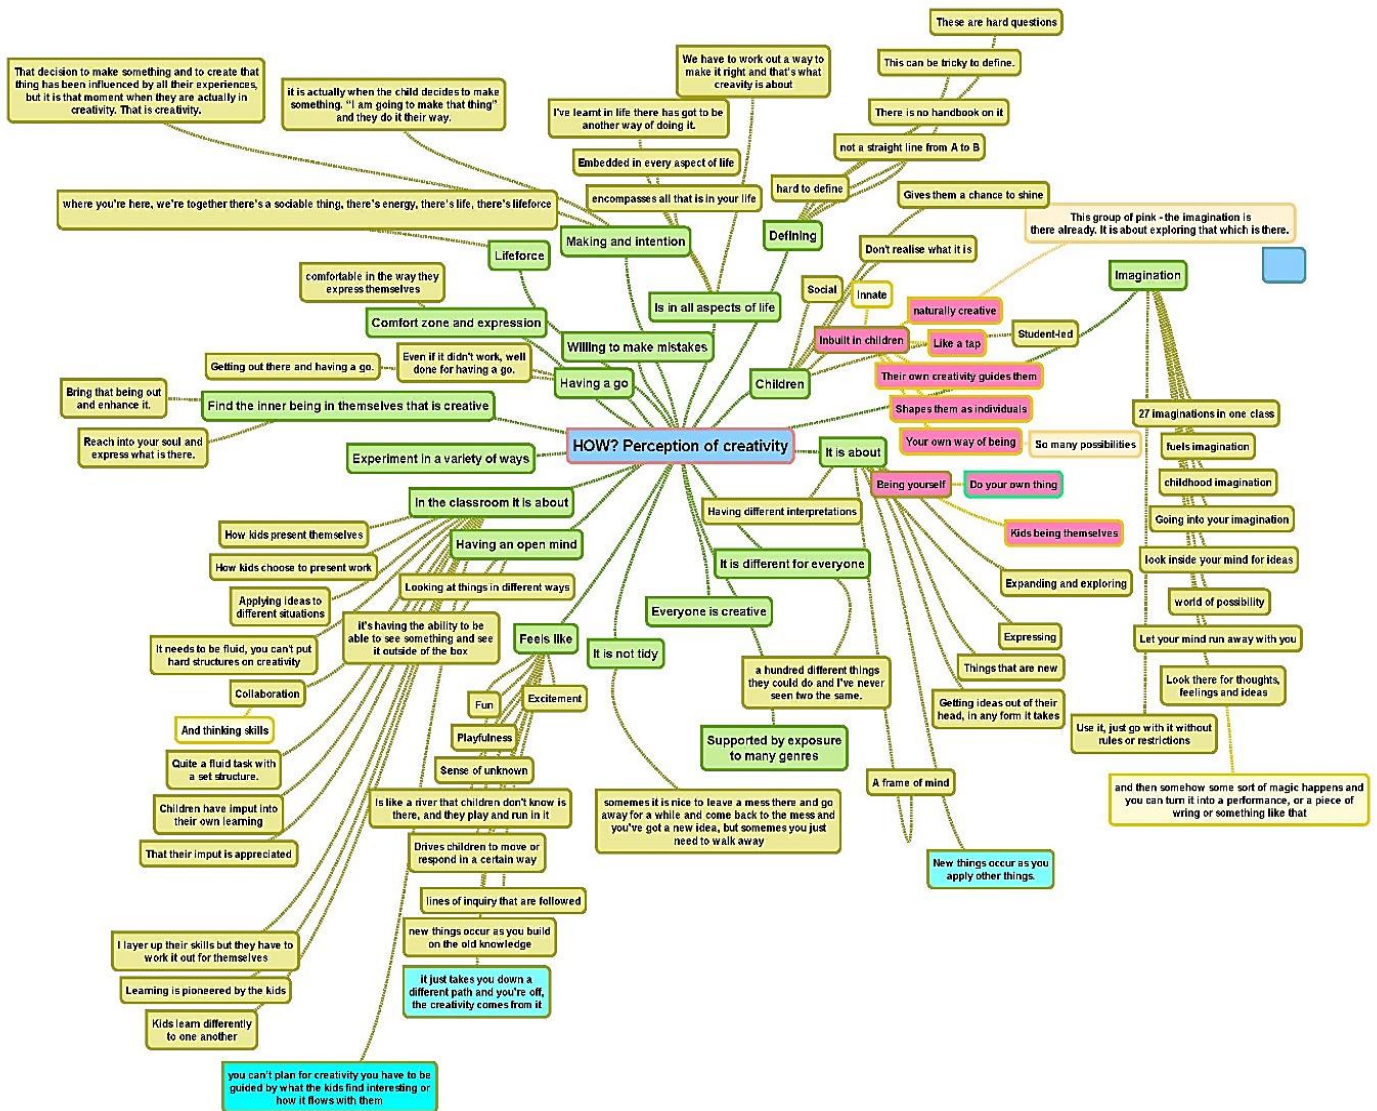 These are hard questions
This can be tricky to define.
There is no handbook on it
not a straight line from A to B
hard to define
Defining
We have to work out a way to
make it right and that's what
creavity is about
I've learnt in life there has got to be
another way of doing it.
Embedded in every aspect of life
encompasses all that is in your life
Is in all aspects of life
That decision to make something and to create that
thing has been influenced by all their experiences,
but it is that moment when they are actually in
creativity. That is creativity.
it is actually when the child decides to make
something. “I am going to make that thing”
and they do it their way.
Making and intention
where you're here, we're together there's a sociable thing, there's energy, there's life, there's lifeforce
Lifeforce
comfortable in the way they
express themselves
Comfort zone and expression
Willing to make mistakes
Getting out there and having a go.
Even if it didn't work, well
done for having a go.
Having a go
Bring that being out
and enhance it.
Reach into your soul and
express what is there.
Find the inner being in themselves that is creative
Experiment in a variety of ways
HOW? Perception of creativity
Gives them a chance to shine
Don't realise what it is
Social
Innate
Children
Inbuilt in children
naturally creative
Like a tap
Student-led
Their own creativity guides them
Shapes them as individuals
Your own way of being
So many possibilities
This group of pink - the imagination is
there already. It is about exploring that which is there.
Imagination
27 imaginations in one class
fuels imagination
childhood imagination
Going into your imagination
look inside your mind for ideas
world of possibility
Let your mind run away with you
Look there for thoughts,
feelings and ideas
Use it, just go with it without
rules or restrictions
and then somehow some sort of magic happens and
you can turn it into a performance, or a piece of
wring or something like that
It is about
Being yourself
Do your own thing
Kids being themselves
Having different interpretations
Expanding and exploring
Expressing
Things that are new
Getting ideas out of their
head, in any form it takes
A frame of mind
New things occur as you
apply other things.
It is different for everyone
Everyone is creative
a hundred different things
they could do and I've never
seen two the same.
Supported by exposure
to many genres
It is not tidy
somemes it is nice to leave a mess there and go
away for a while and come back to the mess and
you've got a new idea, but somemes you just
need to walk away
Having an open mind
Looking at things in different ways
it's having the ability to be
able to see something and see
it outside of the box
Feels like
Fun
Excitement
Playfulness
Sense of unknown
Is like a river that children don't know is
there, and they play and run in it
Drives children to move or
respond in a certain way
lines of inquiry that are followed
new things occur as you build
on the old knowledge
it just takes you down a
different path and you're off,
the creativity comes from it
In the classroom it is about
How kids present themselves
How kids choose to present work
Applying ideas to
different situations
It needs to be fluid, you can't put
hard structures on creativity
Collaboration
And thinking skills
Quite a fluid task with
a set structure.
Children have imput into
their own learning
That their imput is appreciated
I layer up their skills but they have to
work it out for themselves
Learning is pioneered by the kids
Kids learn differently
to one another
you can't plan for creativity you have to be
guided by what the kids find interesting or
how it flows with them